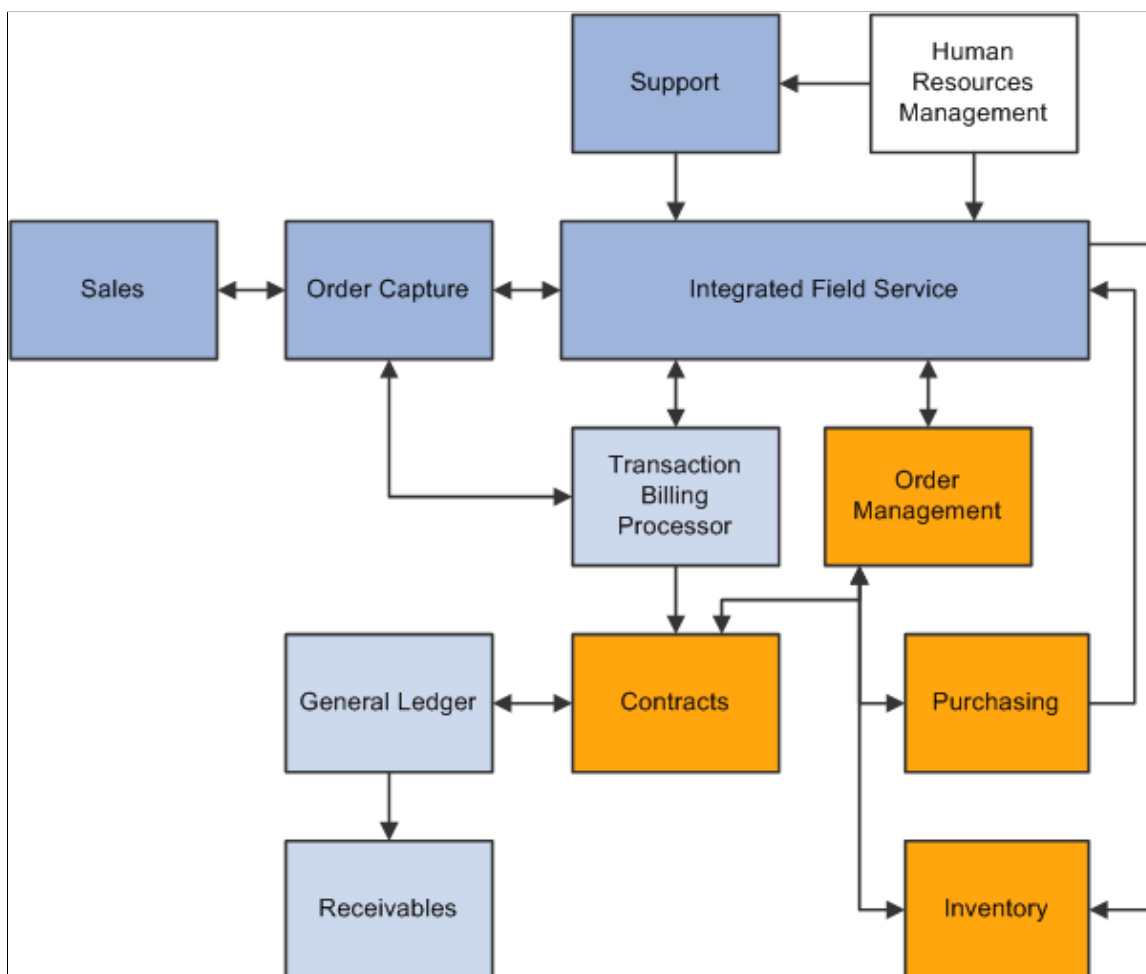 Support
Human
Resources
Management
Sales
Order Capture
Integrated Field Service
Transaction
Billing
Processor
Order
Management
General Ledger
Contracts
Purchasing
Receivables
Inventory